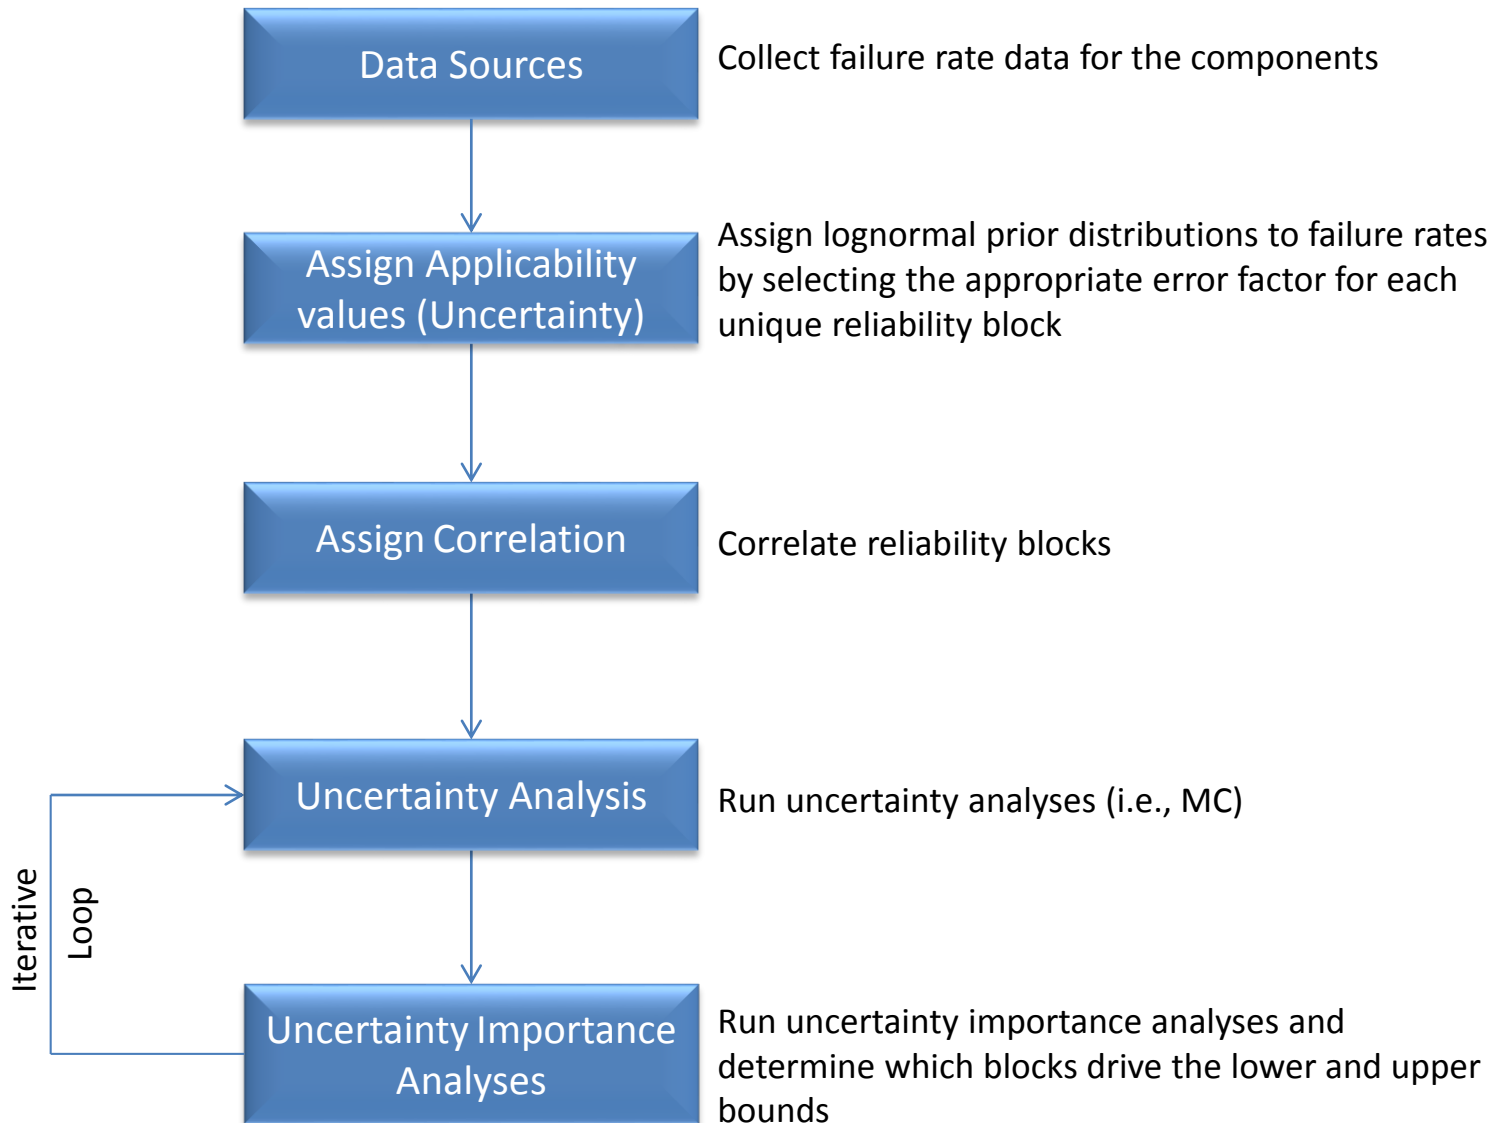 Data Sources
Collect failure rate data for the components
Assign Applicability
values (Uncertainty)
Assign lognormal prior distributions to failure rates
by selecting the appropriate error factor for each
unique reliability block
Assign Correlation
Correlate reliability blocks
Uncertainty Analysis
Run uncertainty analyses (i.e., MC)
Iterative
Loop
Uncertainty Importance
Analyses
Run uncertainty importance analyses and
determine which blocks drive the lower and upper
bounds